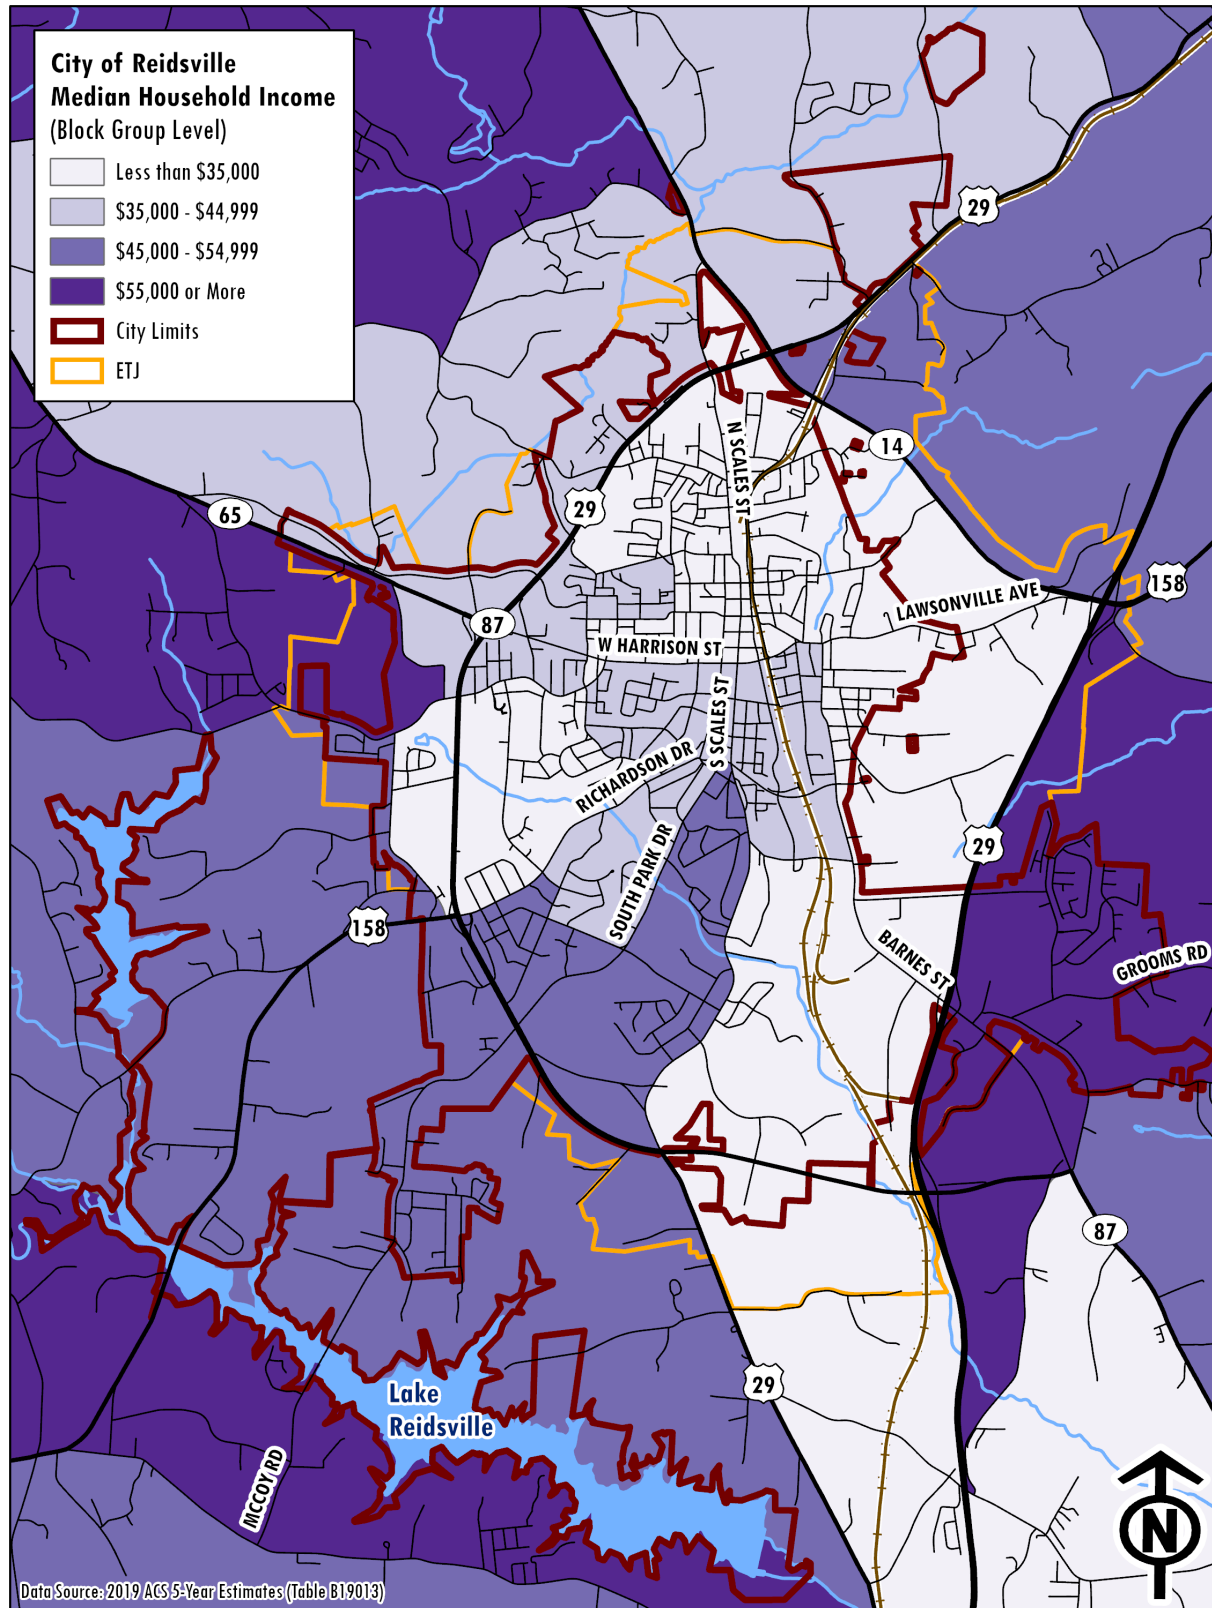 City of Reidsville
Median Household Income
(Block Group Level)
Less than $35,000
$35,000 - $44,999
$45,000 - $54,999
$55,000 or More
City Limits
ETJ
29
N SCALES ST
14
65
29
158
LAWSONVILLE AVE
87
W HARRISON ST
S SCALES ST
RICHARDSON DR
SOUTH PARK DR
29
158
BARNES ST
GROOMS RD
87
29
Lake
Reidsville
MCCOY RD
N
Data Source: 2019 ACS 5-Year Estimates (Table B19013)